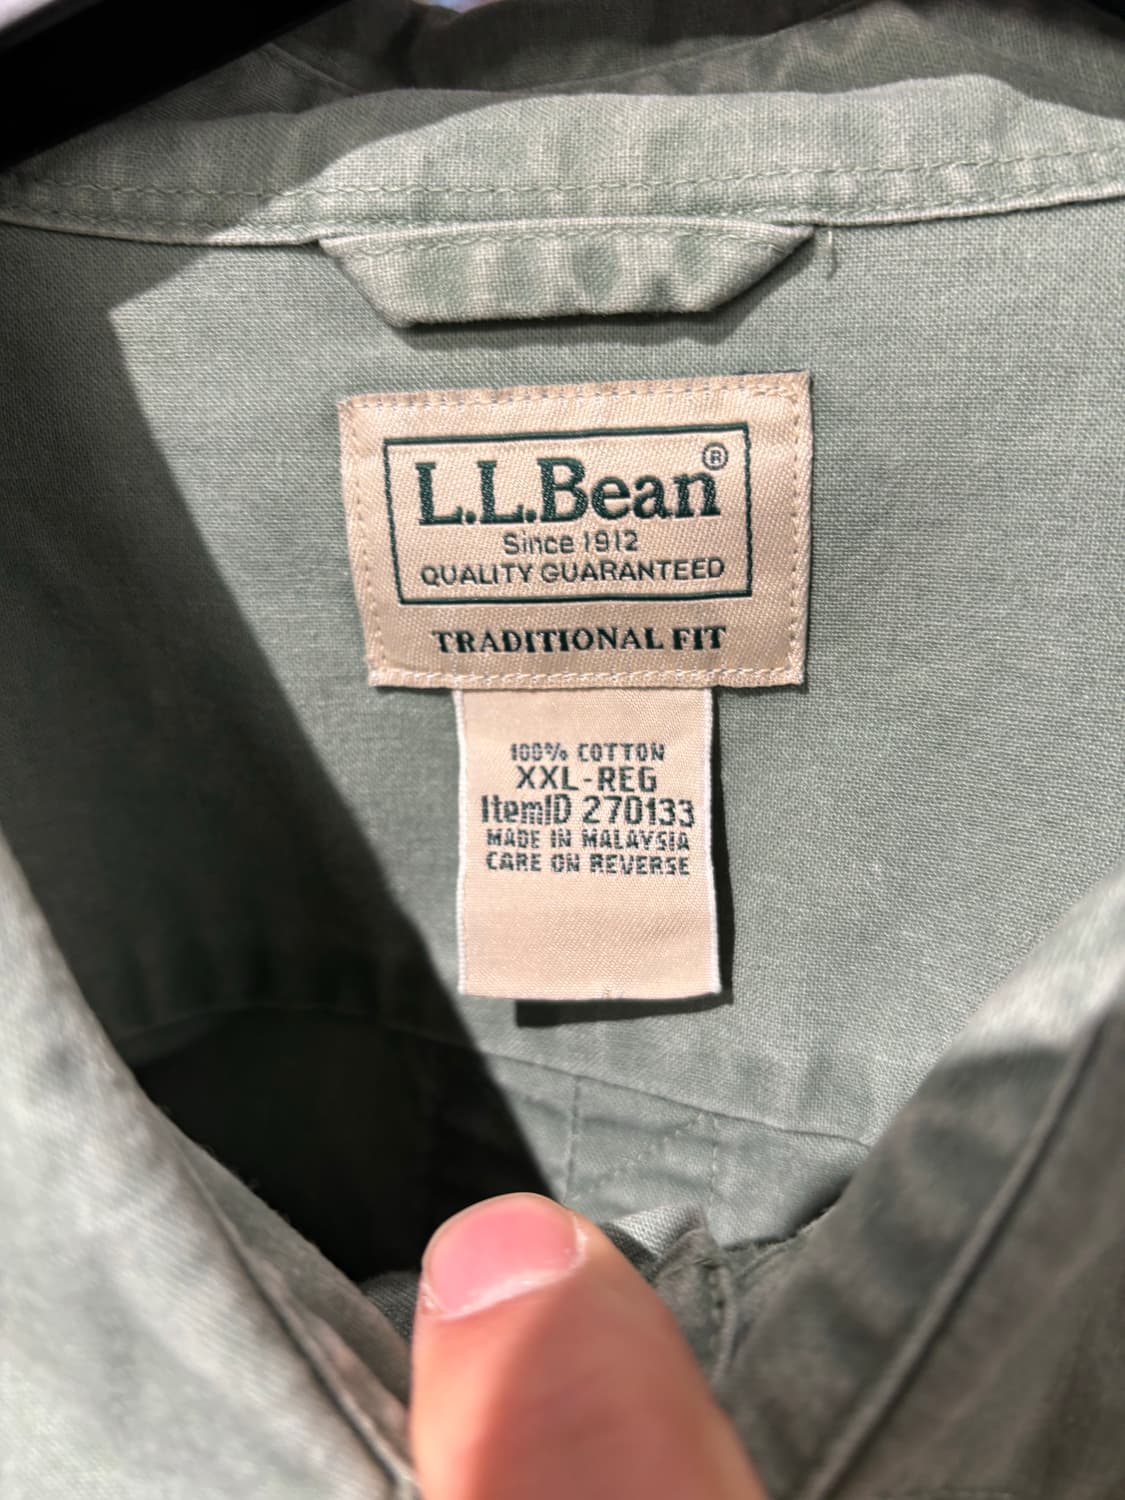 L.L.Bean®
Since 1912
QUALITY GUARANTEED
TRADITIONAL FIT
100% COTTON
XXL-REG
ItemID 270133
MADE IN MALAYSIA
CARE ON REVERSE